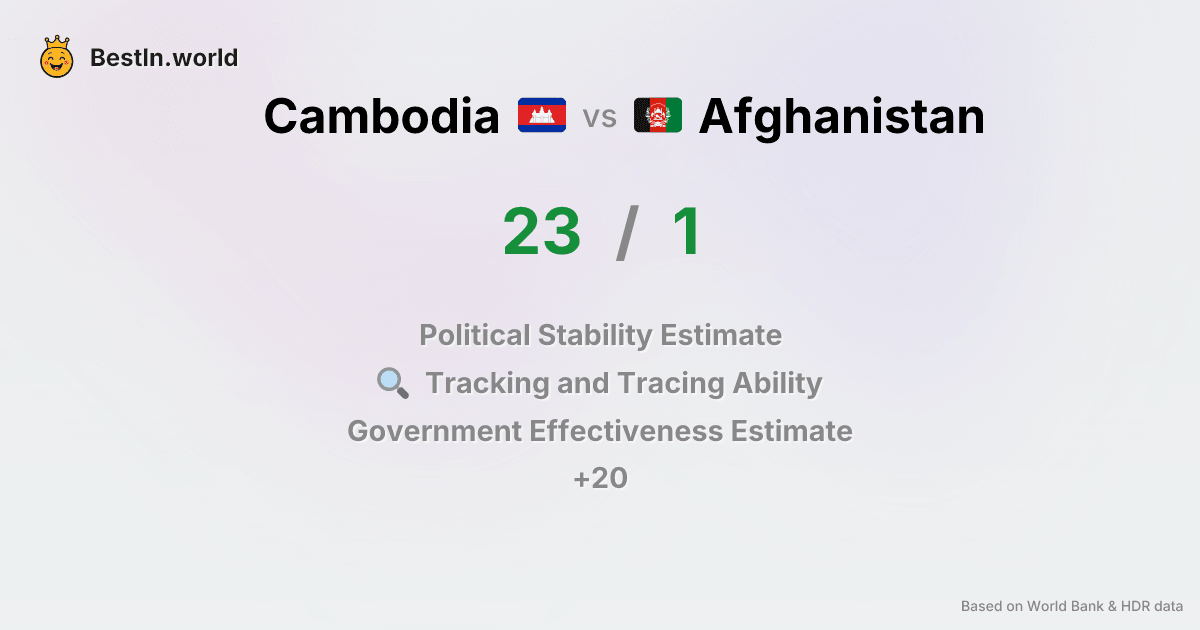 BestIn.world
Cambodia vs Afghanistan
23 / 1
Political Stability Estimate
Tracking and Tracing Ability
Government Effectiveness Estimate
+20
Based on World Bank & HDR data